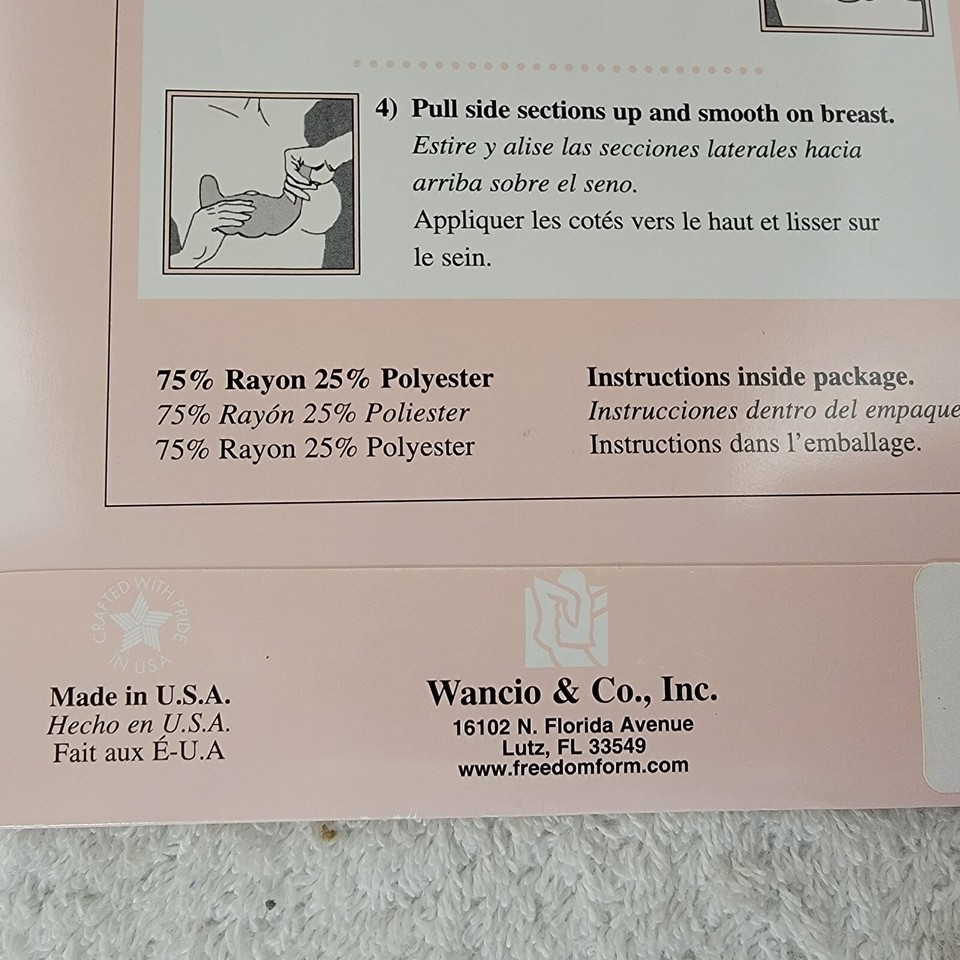 4) Pull side sections up and smooth on breast.
Estire y alise las secciones laterales hacia
arriba sobre el seno.
Appliquer les cotés vers le haut et lisser sur
le sein.
75% Rayon 25% Polyester
75% Rayón 25% Poliester
75% Rayon 25% Polyester
Instructions inside package.
Instrucciones dentro del empaque
Instructions dans l'emballage.
CRAFTED WITH PRIDE
IN U.S.A.
Made in U.S.A.
Hecho en U.S.A.
Fait aux É-U.A
Wancio & Co., Inc.
16102 N. Florida Avenue
Lutz, FL 33549
www.freedomform.com